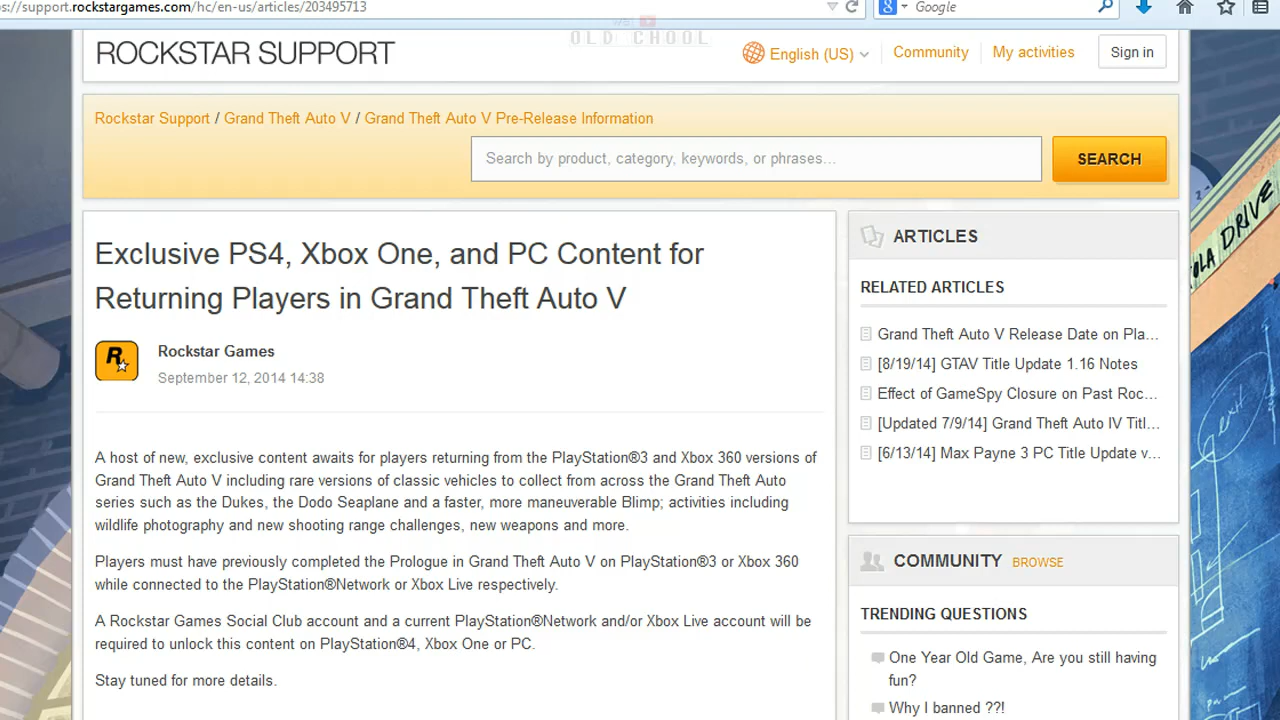 s://support.rockstargames.com/hc/en-us/articles/203495713
Google
OLD CHOOL
ROCKSTAR SUPPORT
English (US)
Community
My activities
Sign in
Rockstar Support / Grand Theft Auto V / Grand Theft Auto V Pre-Release Information
Search by product, category, keywords, or phrases...
SEARCH
Exclusive PS4, Xbox One, and PC Content for
Returning Players in Grand Theft Auto V
Rockstar Games
September 12, 2014 14:38
A host of new, exclusive content awaits for players returning from the PlayStation®3 and Xbox 360 versions of
Grand Theft Auto V including rare versions of classic vehicles to collect from across the Grand Theft Auto
series such as the Dukes, the Dodo Seaplane and a faster, more maneuverable Blimp; activities including
wildlife photography and new shooting range challenges, new weapons and more.
Players must have previously completed the Prologue in Grand Theft Auto V on PlayStation®3 or Xbox 360
while connected to the PlayStation®Network or Xbox Live respectively.
A Rockstar Games Social Club account and a current PlayStation®Network and/or Xbox Live account will be
required to unlock this content on PlayStation®4, Xbox One or PC.
Stay tuned for more details.
ARTICLES
RELATED ARTICLES
Grand Theft Auto V Release Date on Pla...
[8/19/14] GTAV Title Update 1.16 Notes
Effect of GameSpy Closure on Past Roc...
[Updated 7/9/14] Grand Theft Auto IV Titl...
[6/13/14] Max Payne 3 PC Title Update v...
COMMUNITY BROWSE
TRENDING QUESTIONS
One Year Old Game, Are you still having
fun?
Why I banned ??!
OLA DRIVE